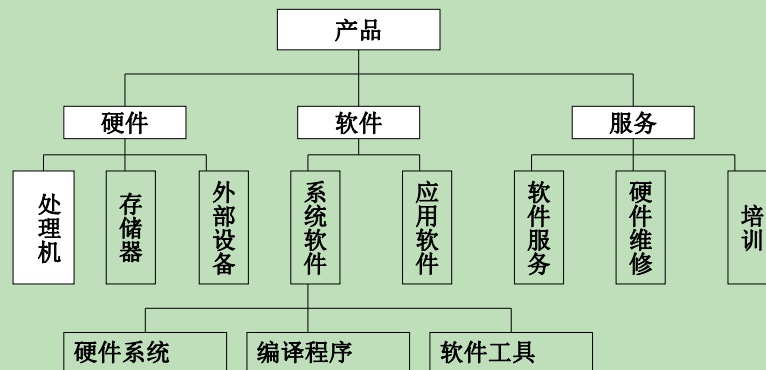 产品
硬件
软件
服务
处理机
存储器
外部设备
系统软件
应用软件
软件服务
硬件维修
培训
硬件系统
编译程序
软件工具